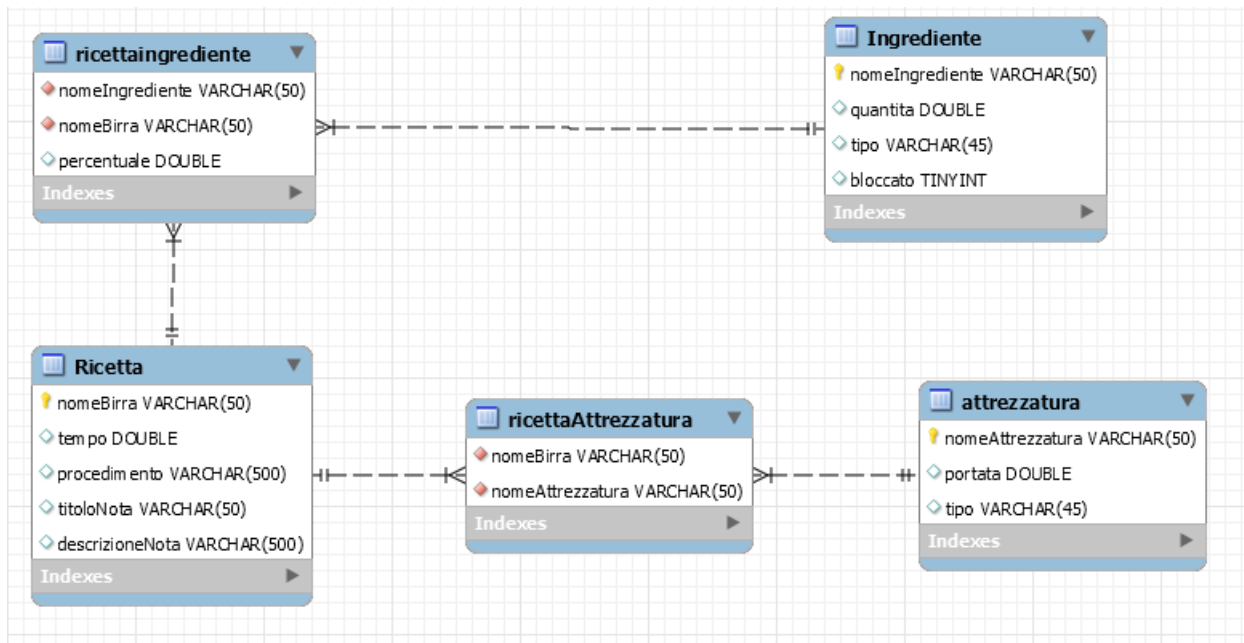 ricettaingrediente
nomeIngrediente VARCHAR(50)
nomeBirra VARCHAR(50)
percentuale DOUBLE
Indexes
Ingrediente
nomeIngrediente VARCHAR(50)
quantita DOUBLE
tipo VARCHAR(45)
bloccato TINYINT
Indexes
Ricetta
nomeBirra VARCHAR(50)
tempo DOUBLE
procedimento VARCHAR(500)
titoloNota VARCHAR(50)
descrizioneNota VARCHAR(500)
Indexes
ricettaAttrezzatura
nomeBirra VARCHAR(50)
nomeAttrezzatura VARCHAR(50)
Indexes
attrezzatura
nomeAttrezzatura VARCHAR(50)
portata DOUBLE
tipo VARCHAR(45)
Indexes